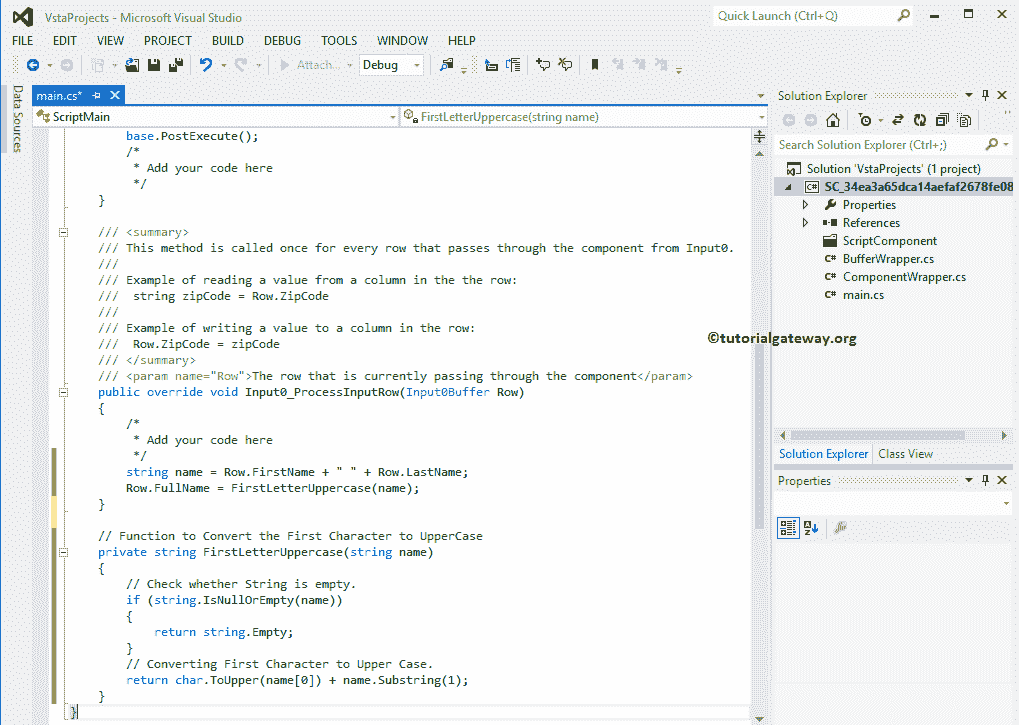 VstaProjects - Microsoft Visual Studio
Quick Launch (Ctrl+Q)
FILE EDIT VIEW PROJECT BUILD DEBUG TOOLS WINDOW HELP
Attach... Debug
Data Sources
main.cs*
ScriptMain
FirstLetterUppercase(string name)
base.PostExecute();
/*
* Add your code here
*/
}
/// <summary>
/// This method is called once for every row that passes through the component from Input0.
///
/// Example of reading a value from a column in the the row:
///  string zipCode = Row.ZipCode
///
/// Example of writing a value to a column in the row:
///  Row.ZipCode = zipCode
/// </summary>
/// <param name="Row">The row that is currently passing through the component</param>
public override void Input0_ProcessInputRow(Input0Buffer Row)
{
/*
* Add your code here
*/
string name = Row.FirstName + " " + Row.LastName;
Row.FullName = FirstLetterUppercase(name);
}
// Function to Convert the First Character to UpperCase
private string FirstLetterUppercase(string name)
{
// Check whether String is empty.
if (string.IsNullOrEmpty(name))
{
return string.Empty;
}
// Converting First Character to Upper Case.
return char.ToUpper(name[0]) + name.Substring(1);
}
}
Solution Explorer
Search Solution Explorer (Ctrl+;)
Solution 'VstaProjects' (1 project)
C# SC_34ea3a65dca14aefaf2678fe08
Properties
References
ScriptComponent
C# BufferWrapper.cs
C# ComponentWrapper.cs
C# main.cs
©tutorialgateway.org
Solution Explorer Class View
Properties